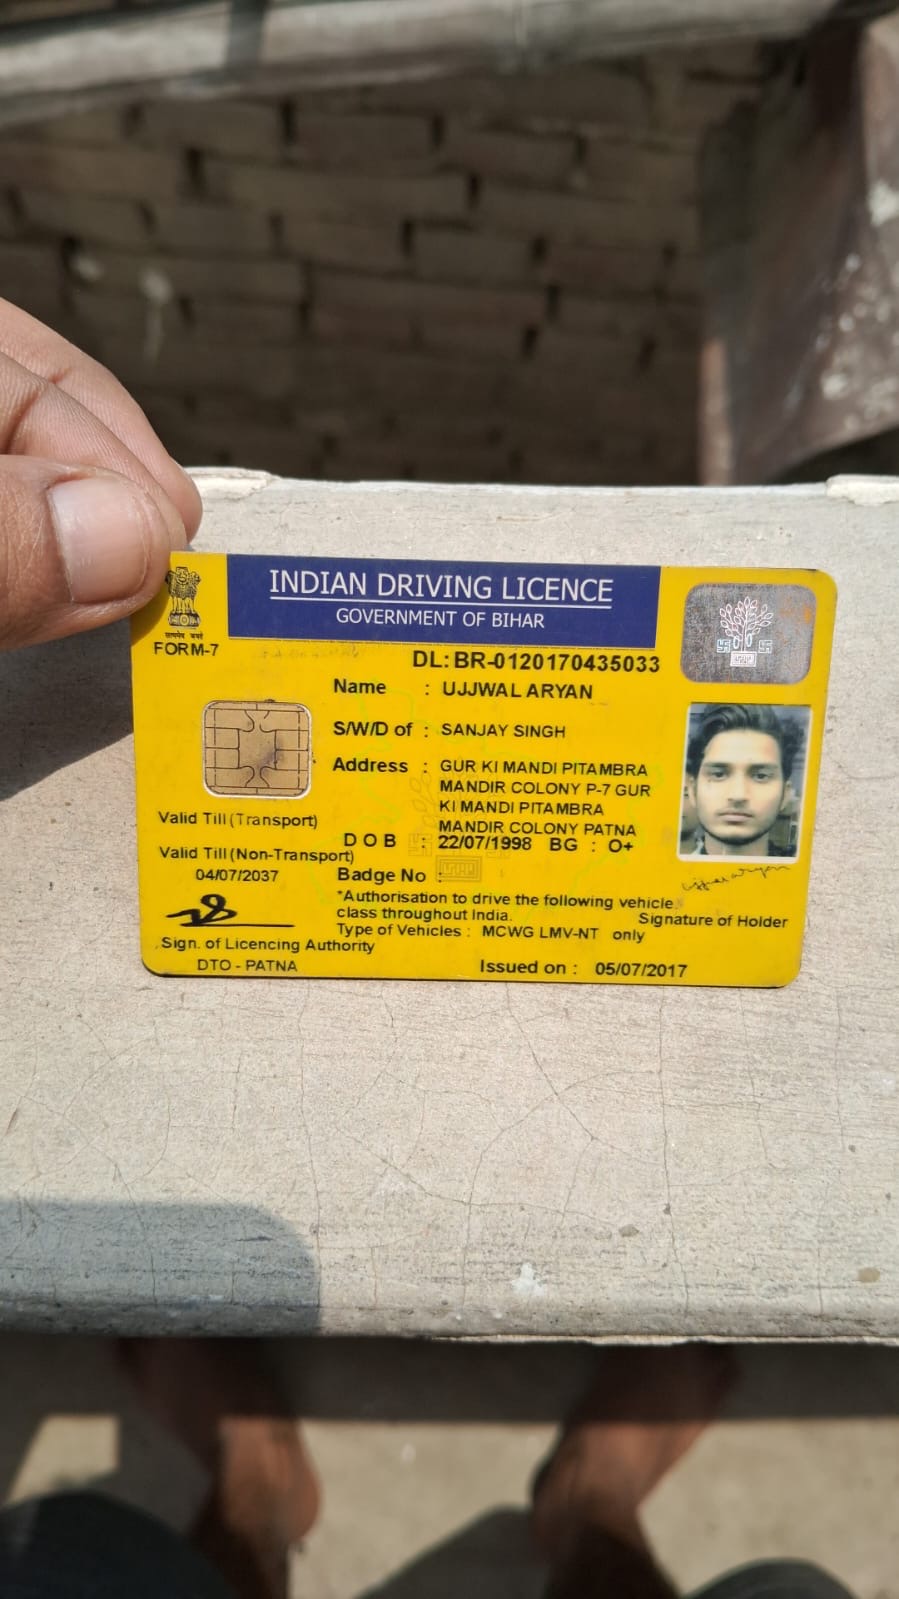 INDIAN DRIVING LICENCE
GOVERNMENT OF BIHAR
सत्यमेव जयते
FORM-7
DL: BR-0120170435033
Name : UJJWAL ARYAN
S/W/D of : SANJAY SINGH
Address : GUR KI MANDI PITAMBRA
MANDIR COLONY P-7 GUR
KI MANDI PITAMBRA
MANDIR COLONY PATNA
Valid Till (Transport)
D O B : 22/07/1998 BG : O+
Valid Till (Non-Transport)
04/07/2037
Badge No :
*Authorisation to drive the following vehicle
class throughout India.
Signature of Holder
Type of Vehicles : MCWG LMV-NT only
Sign. of Licencing Authority
DTO - PATNA
Issued on : 05/07/2017